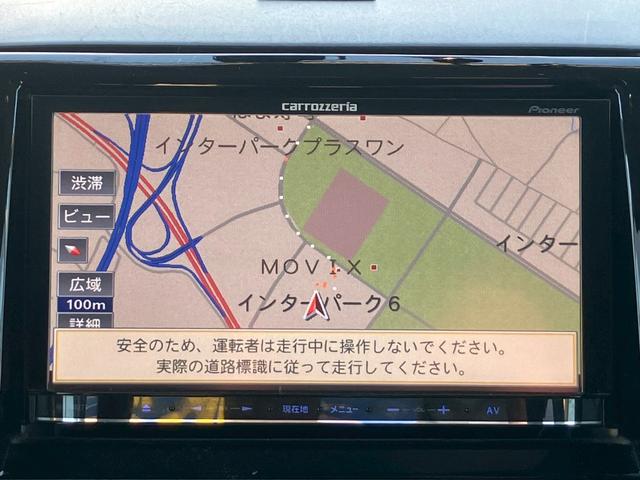 carrozzeria
Pioneer
インターパークプラスワン
渋滞
ビュー
インター
MOVIX
広域
100m
インターパーク6
詳細
安全のため、運転者は走行中に操作しないでください。
実際の道路標識に従って走行してください。
現在地 メニュー AV